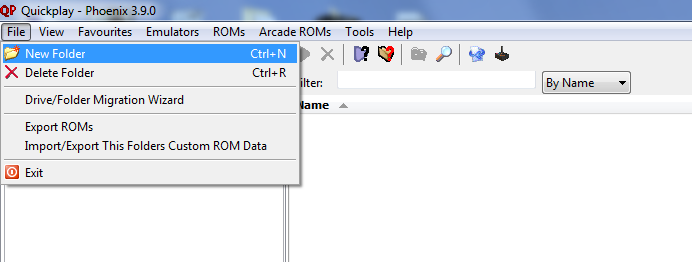 QP Quickplay - Phoenix 3.9.0
File View Favourites Emulators ROMs Arcade ROMs Tools Help
New Folder Ctrl+N
Delete Folder Ctrl+R
ilter: By Name
Drive/Folder Migration Wizard
Name
Export ROMs
Import/Export This Folders Custom ROM Data
Exit